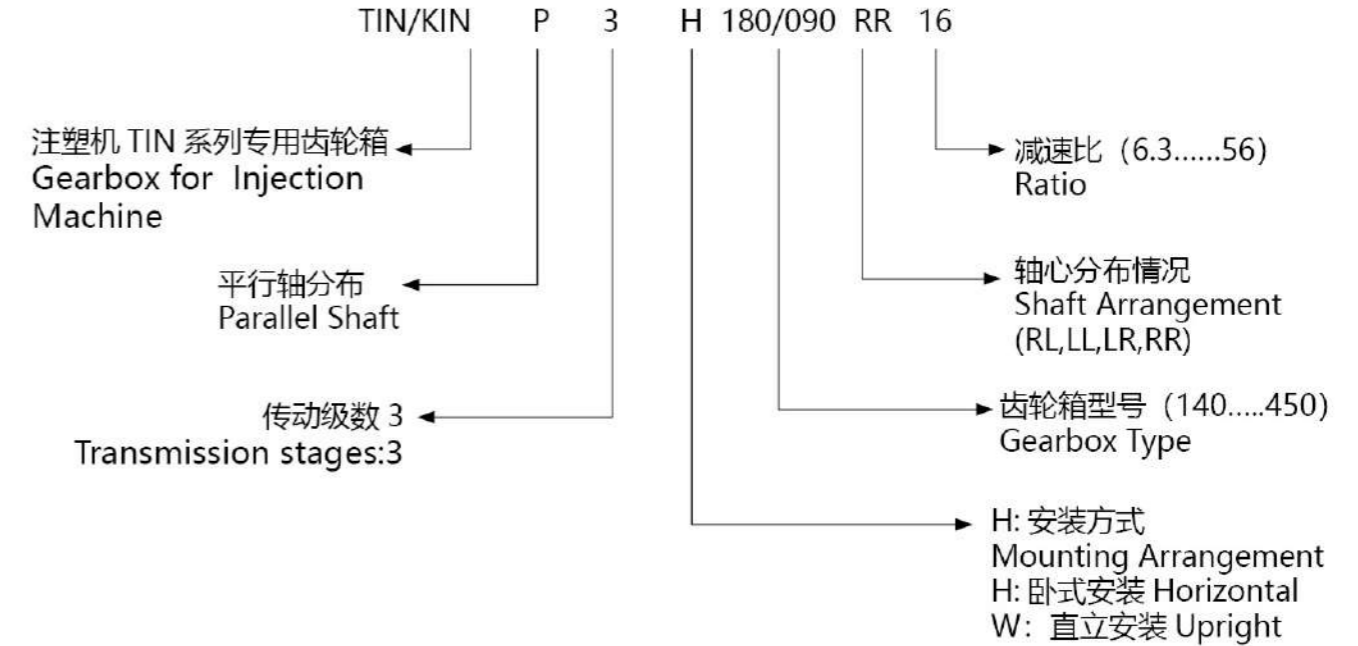 TIN/KIN P 3 H 180/090 RR 16
注塑机 TIN 系列专用齿轮箱
Gearbox for Injection
Machine
平行轴分布
Parallel Shaft
传动级数 3
Transmission stages:3
减速比（6.3......56）
Ratio
轴心分布情况
Shaft Arrangement
(RL,LL,LR,RR)
齿轮箱型号（140.....450）
Gearbox Type
H: 安装方式
Mounting Arrangement
H: 卧式安装 Horizontal
W：直立安装 Upright